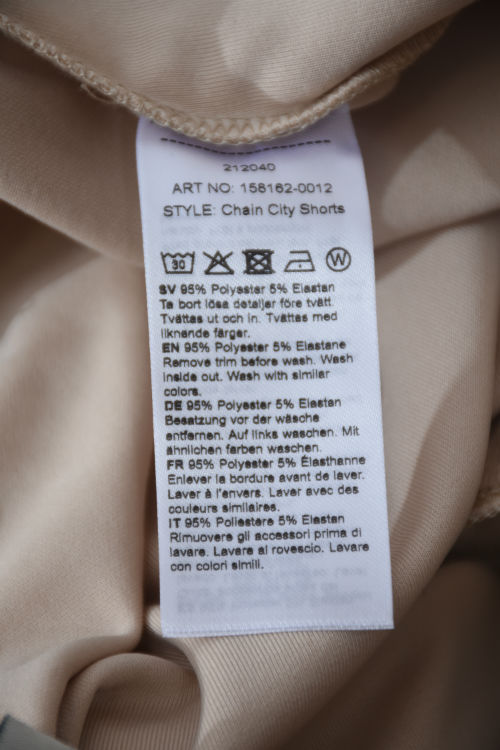 212040
ART NO: 158162-0012
STYLE: Chain City Shorts
30 W
SV 95% Polyester 5% Elastan
Ta bort lösa detaljer före tvätt.
Tvättas ut och in. Tvättas med
liknande färger.
EN 95% Polyester 5% Elastane
Remove trim before wash. Wash
inside out. Wash with similar
colors.
DE 95% Polyester 5% Elastan
Besatzung vor der wäsche
entfernen. Auf links waschen. Mit
ähnlichen farben waschen.
FR 95% Polyester 5% Élasthanne
Enlever la bordure avant de laver.
Laver à l'envers. Laver avec des
couleurs similaires.
IT 95% Poliestere 5% Elastan
Rimuovere gli accessori prima di
lavare. Lavare al rovescio. Lavare
con colori simili.